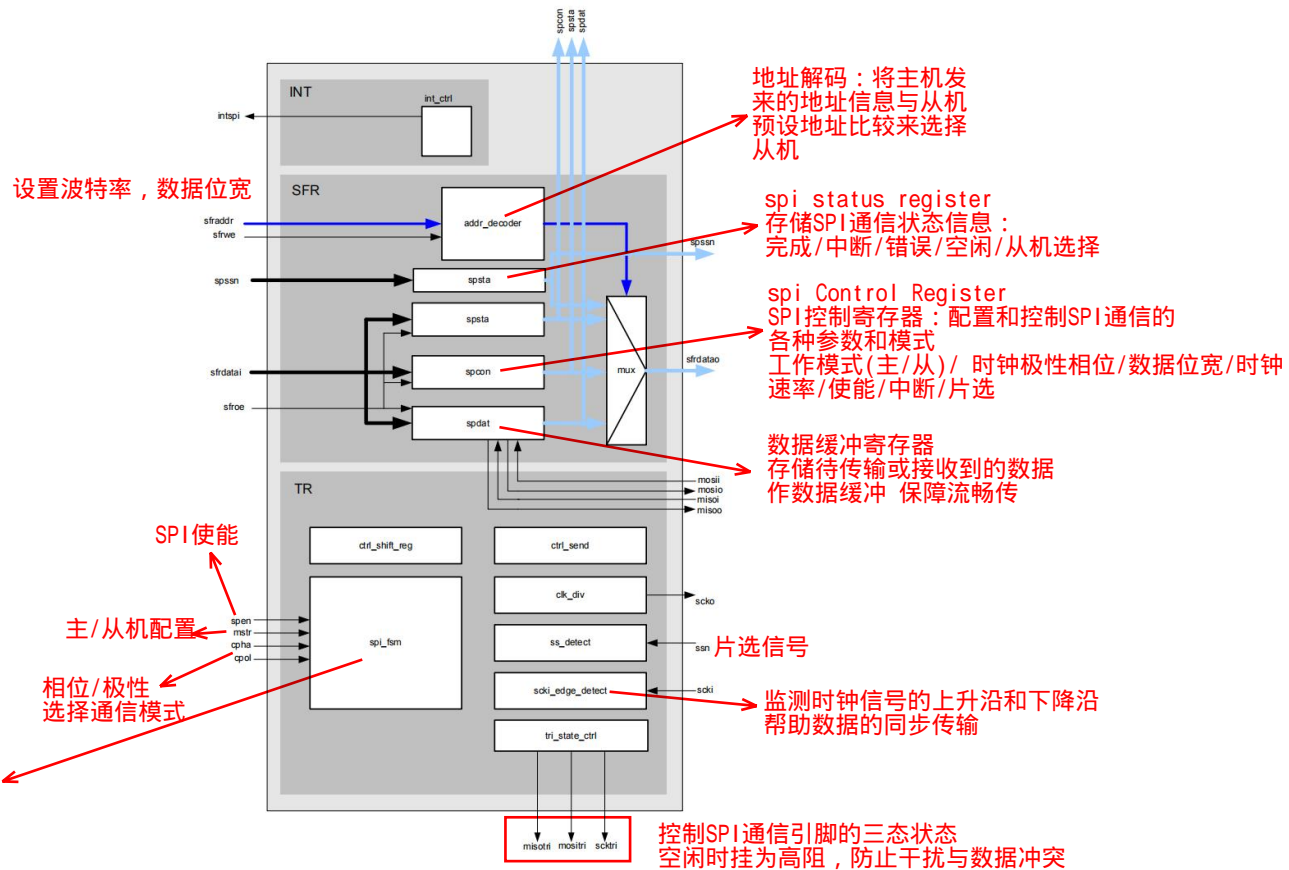 spcon
spsta
spdat
INT
int_ctrl
intspi
地址解码：将主机发
来的地址信息与从机
预设地址比较来选择
从机
设置波特率，数据位宽
SFR
sfraddr
sfrwe
addr_decoder
spi status register
存储SPI通信状态信息：
完成/中断/错误/空闲/从机选择
spssn
spssn
spsta
spsta
spi Control Register
SPI控制寄存器：配置和控制SPI通信的
各种参数和模式
工作模式(主/从)/ 时钟极性相位/数据位宽/时钟
速率/使能/中断/片选
sfrdatai
spcon
mux
sfrdatao
sfroe
spdat
数据缓冲寄存器
存储待传输或接收到的数据
作数据缓冲 保障流畅传
mosii
mosio
misoi
misoo
TR
SPI使能
ctrl_shift_reg
ctrl_send
clk_div
scko
主/从机配置
spen
mstr
cpha
cpol
spi_fsm
ss_detect
ssn
片选信号
相位/极性
选择通信模式
scki_edge_detect
scki
监测时钟信号的上升沿和下降沿
帮助数据的同步传输
tri_state_ctrl
misotri
mositri
scktri
控制SPI通信引脚的三态状态
空闲时挂为高阻，防止干扰与数据冲突